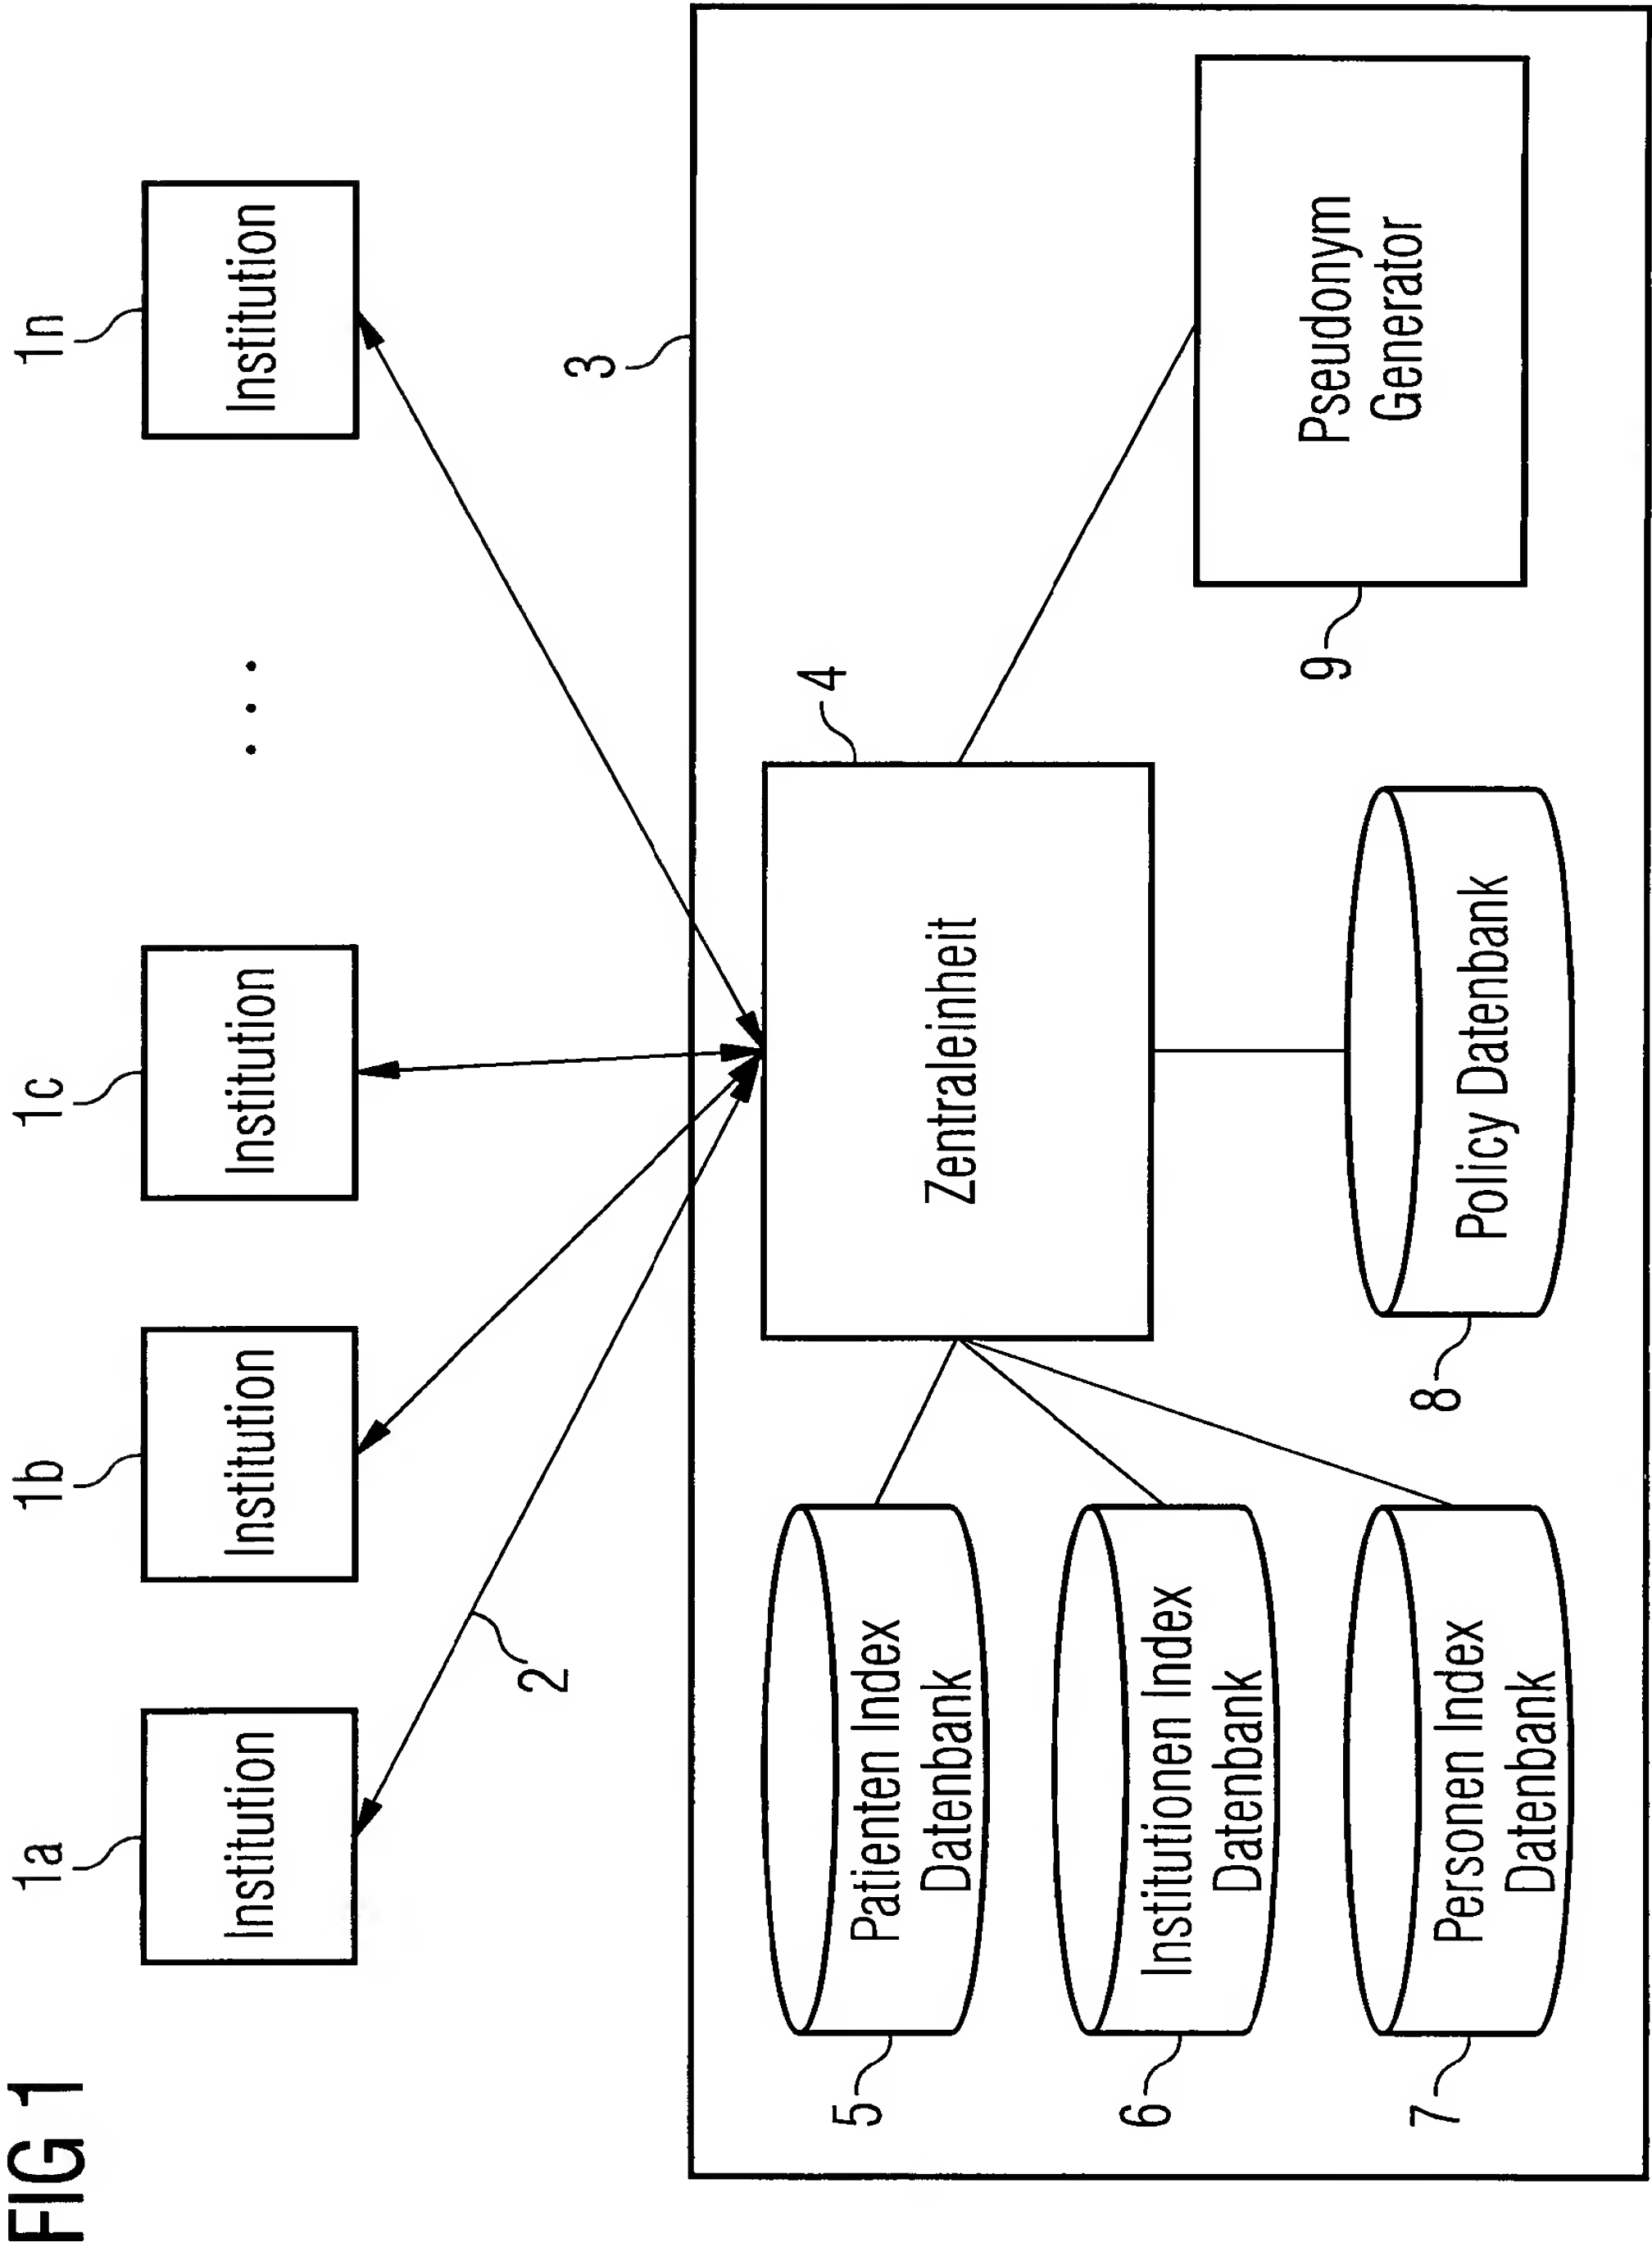 FIG 1
1a
1b
1c
1n
Institution
Institution
Institution
. . .
Institution
2
3
4
Zentraleinheit
5
Patienten Index
Datenbank
6
Institutionen Index
Datenbank
7
Personen Index
Datenbank
8
Policy Datenbank
9
Pseudonym
Generator